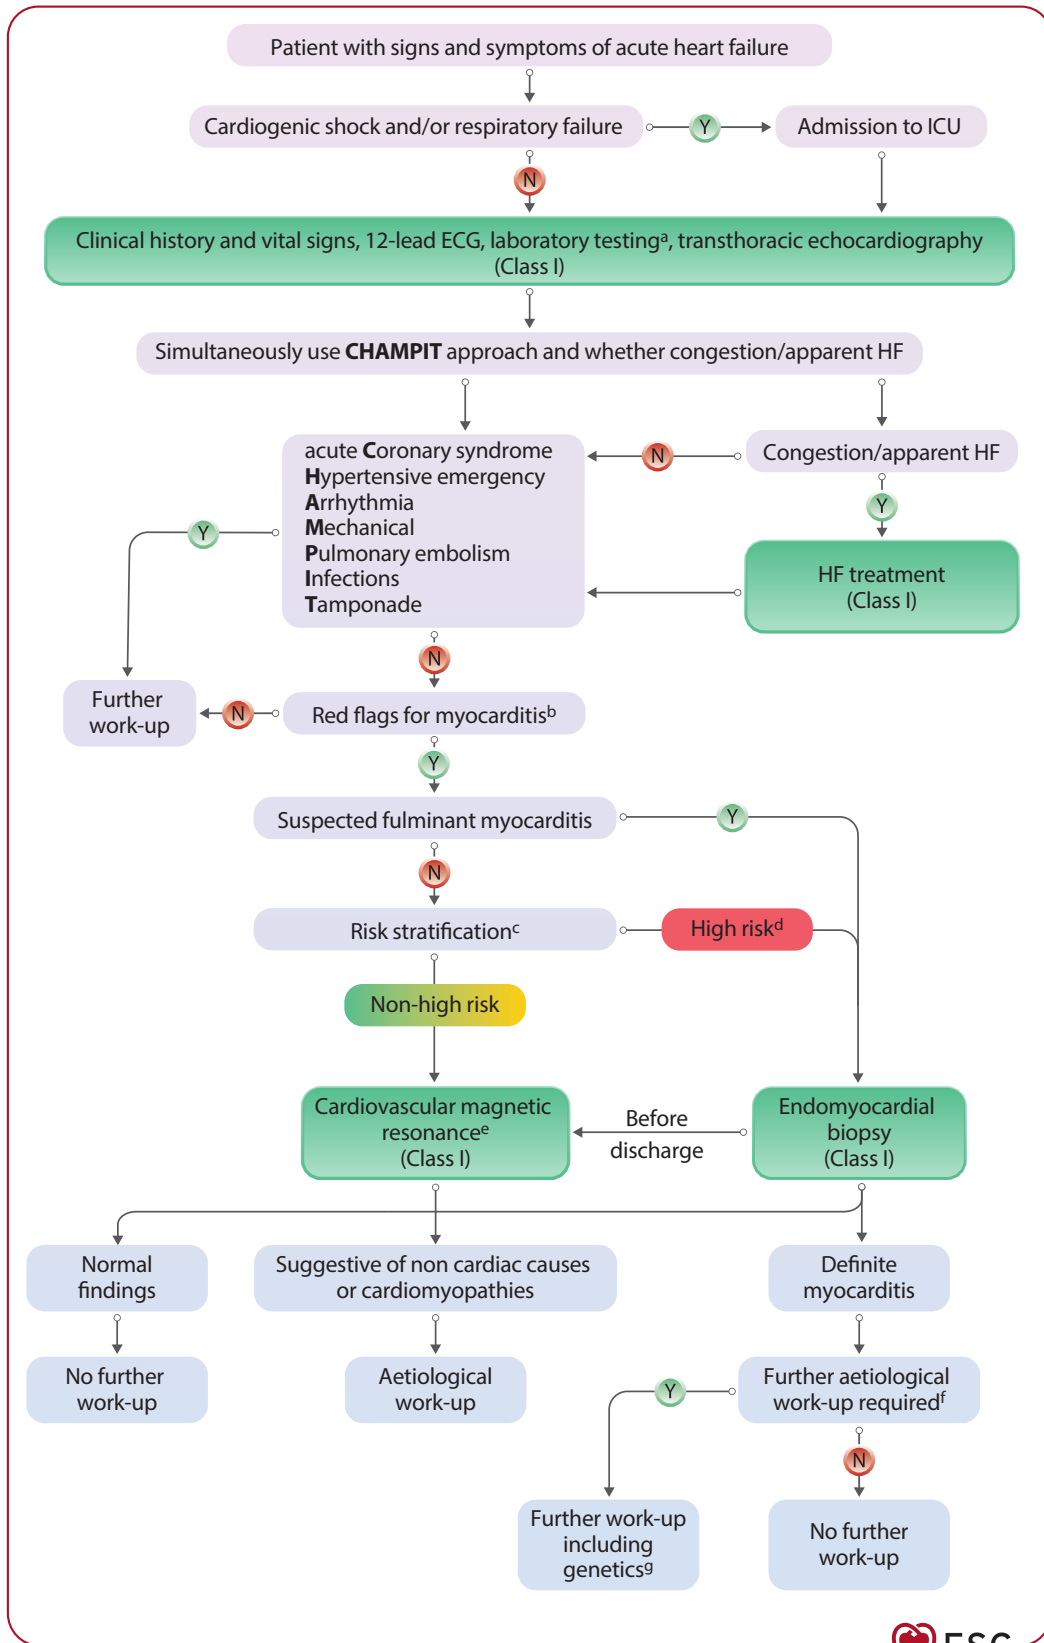 Patient with signs and symptoms of acute heart failure
Cardiogenic shock and/or respiratory failure
Y
Admission to ICU
N
Clinical history and vital signs, 12-lead ECG, laboratory testingᵃ, transthoracic echocardiography
(Class I)
Simultaneously use CHAMPIT approach and whether congestion/apparent HF
acute Coronary syndrome
Hypertensive emergency
Arrhythmia
Mechanical
Pulmonary embolism
Infections
Tamponade
N
Congestion/apparent HF
Y
Y
HF treatment
(Class I)
N
Further
work-up
N
Red flags for myocarditisᵇ
Y
Suspected fulminant myocarditis
Y
N
Risk stratificationᶜ
High riskᵈ
Non-high risk
Cardiovascular magnetic
resonanceᵉ
(Class I)
Before
discharge
Endomyocardial
biopsy
(Class I)
Normal
findings
Suggestive of non cardiac causes
or cardiomyopathies
Definite
myocarditis
No further
work-up
Aetiological
work-up
Y
Further aetiological
work-up requiredᶠ
N
Further work-up
including
geneticsᵍ
No further
work-up
ESC